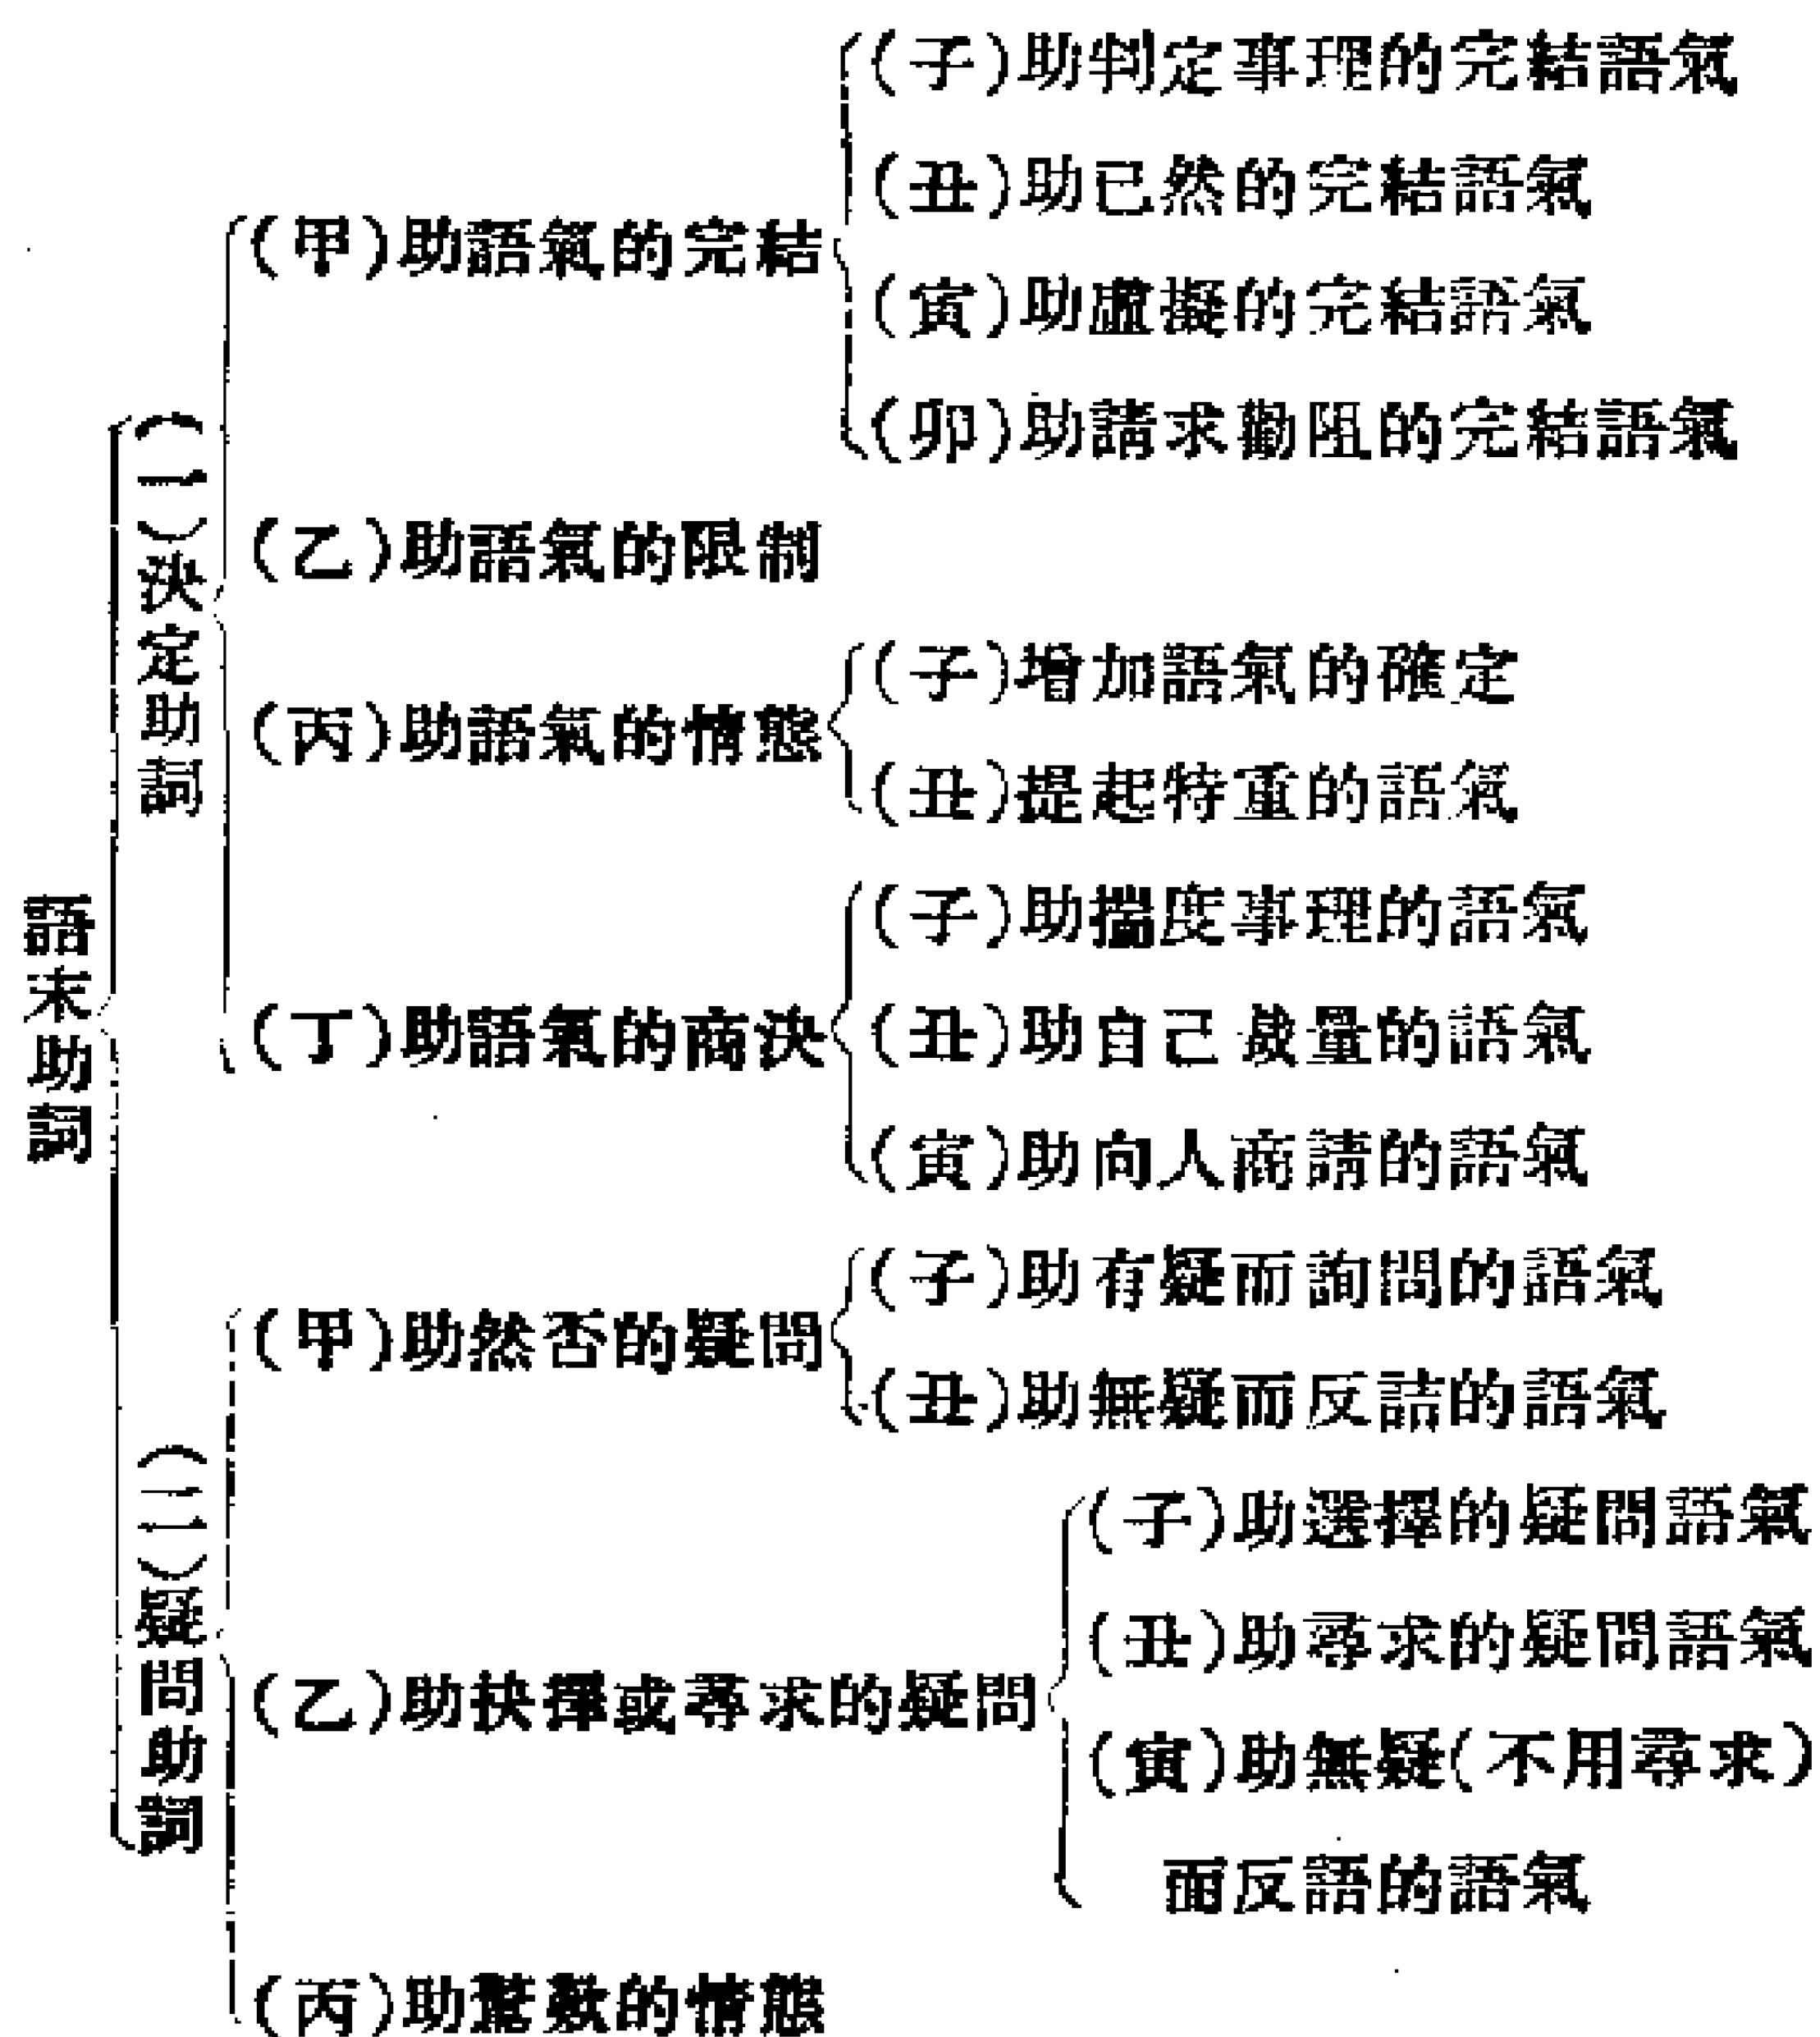 語末助詞
(一)決定助詞
(甲)助語氣的完結
(子)助判定事理的完結語氣
(丑)助已然的完結語氣
(寅)助虛擬的完結語氣
(卯)助請求勸阻的完結語氣
(乙)助語氣的限制
(丙)助語氣的情態
(子)增加語氣的確定
(丑)提起特重的語氣
(丁)助語氣的商決
(子)助揣度事理的語氣
(丑)助自己裁量的語氣
(寅)助向人商請的語氣
(二)疑問助詞
(甲)助然否的疑問
(子)助有疑而詢問的語氣
(丑)助無疑而反詰的語氣
(乙)助抉擇或尋求的疑問
(子)助選擇的疑問語氣
(丑)助尋求的疑問語氣
(寅)助無疑(不用尋求)
而反語的語氣
(丙)助驚歎的情態